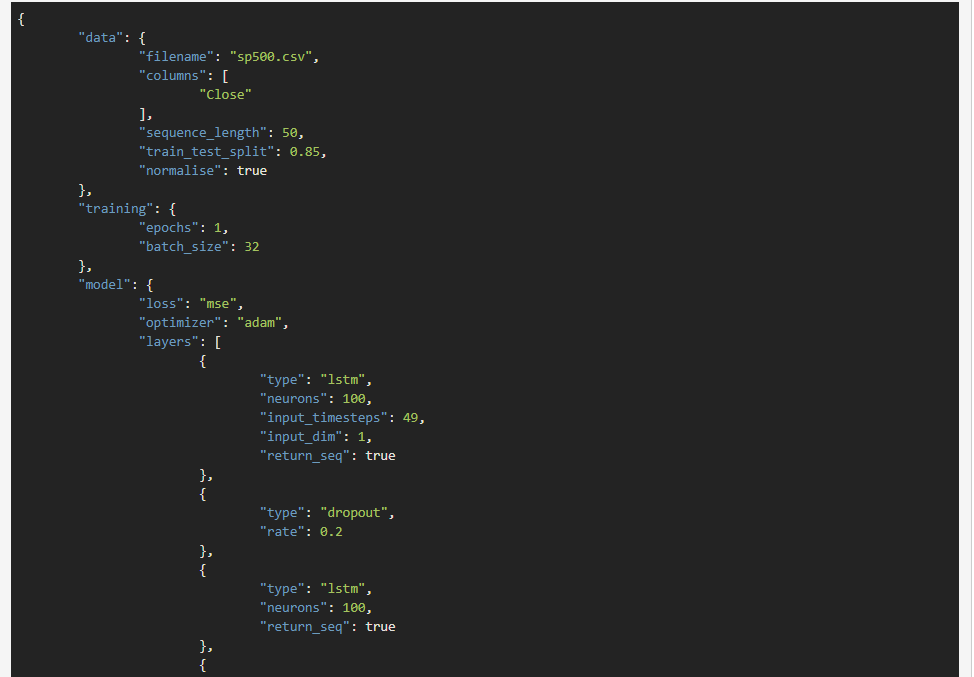 {
"data": {
"filename": "sp500.csv",
"columns": [
"Close"
],
"sequence_length": 50,
"train_test_split": 0.85,
"normalise": true
},
"training": {
"epochs": 1,
"batch_size": 32
},
"model": {
"loss": "mse",
"optimizer": "adam",
"layers": [
{
"type": "lstm",
"neurons": 100,
"input_timesteps": 49,
"input_dim": 1,
"return_seq": true
},
{
"type": "dropout",
"rate": 0.2
},
{
"type": "lstm",
"neurons": 100,
"return_seq": true
},
{